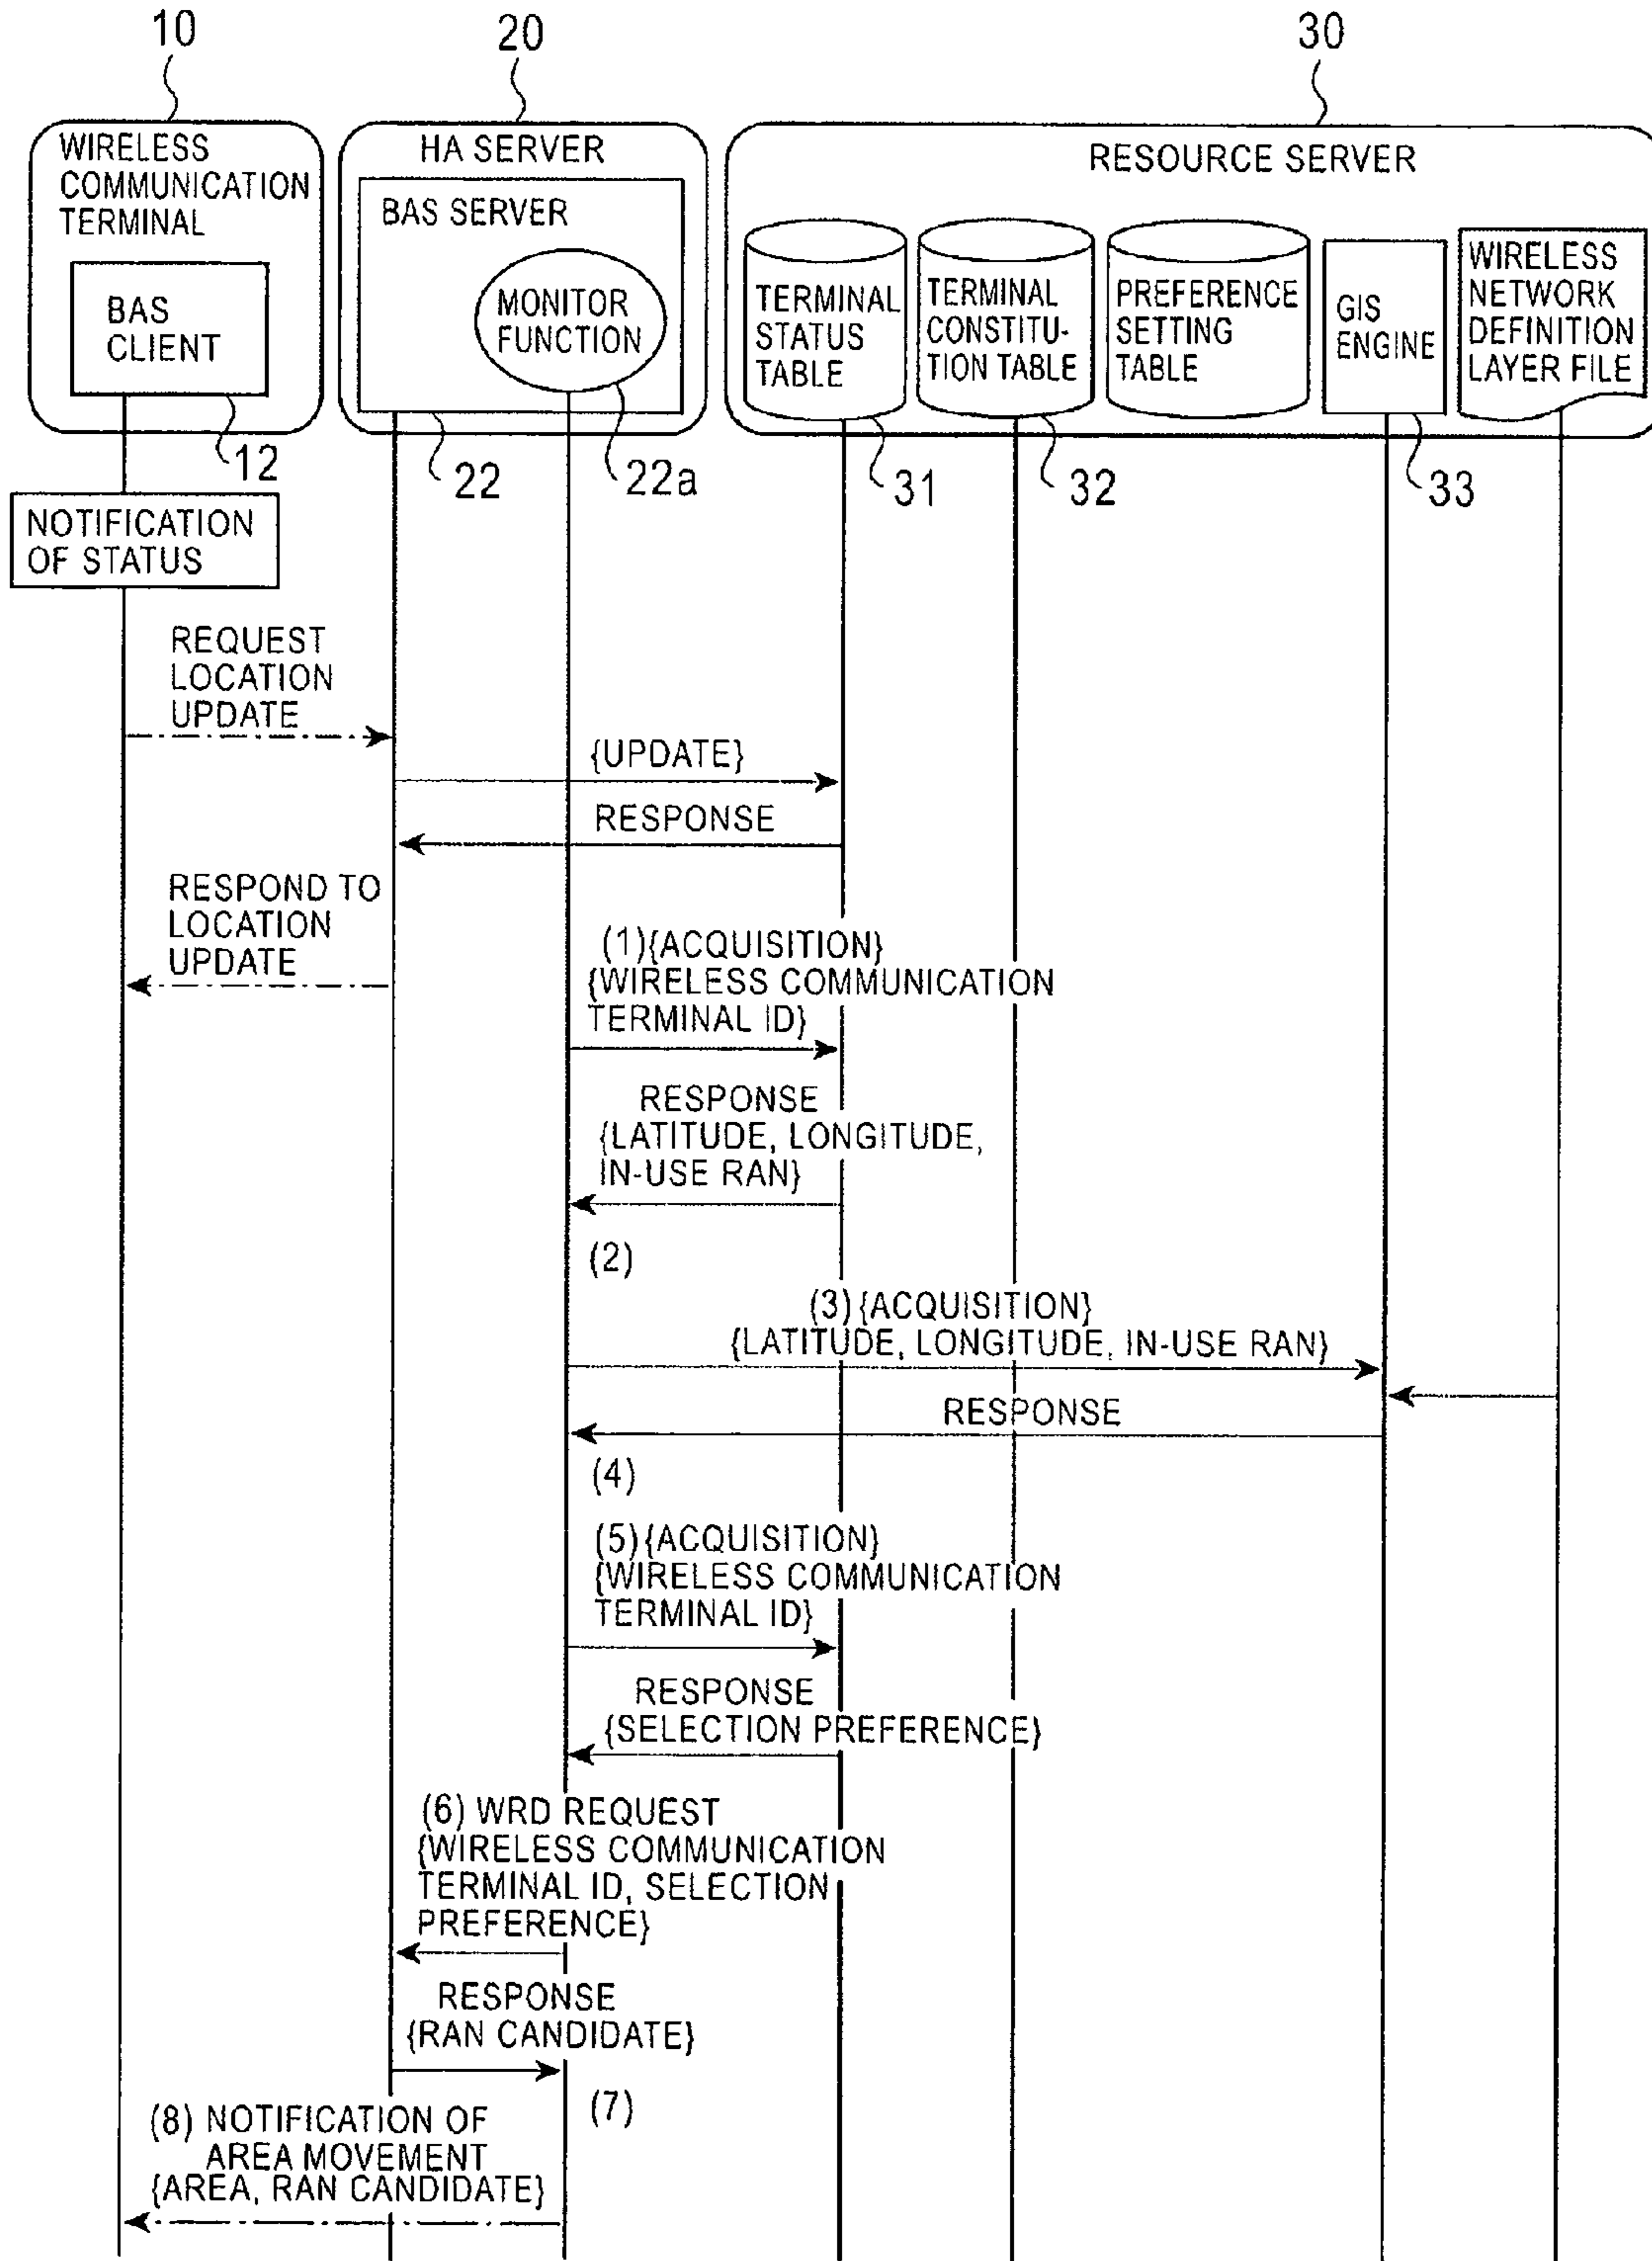 10
20
30
WIRELESS
COMMUNICATION
TERMINAL
HA SERVER
RESOURCE SERVER
BAS SERVER
BAS
CLIENT
MONITOR
FUNCTION
TERMINAL
STATUS
TABLE
TERMINAL
CONSTITU-
TION TABLE
PREFERENCE
SETTING
TABLE
GIS
ENGINE
WIRELESS
NETWORK
DEFINITION
LAYER FILE
12
22
22a
31
32
33
NOTIFICATION
OF STATUS
REQUEST
LOCATION
UPDATE
{UPDATE}
RESPONSE
RESPOND TO
LOCATION
UPDATE
(1){ACQUISITION}
{WIRELESS COMMUNICATION
TERMINAL ID}
RESPONSE
{LATITUDE, LONGITUDE,
IN-USE RAN}
(2)
(3){ACQUISITION}
{LATITUDE, LONGITUDE, IN-USE RAN}
RESPONSE
(4)
(5){ACQUISITION}
{WIRELESS COMMUNICATION
TERMINAL ID}
RESPONSE
{SELECTION PREFERENCE}
(6) WRD REQUEST
{WIRELESS COMMUNICATION
TERMINAL ID, SELECTION
PREFERENCE}
RESPONSE
{RAN CANDIDATE}
(7)
(8) NOTIFICATION OF
AREA MOVEMENT
{AREA, RAN CANDIDATE}